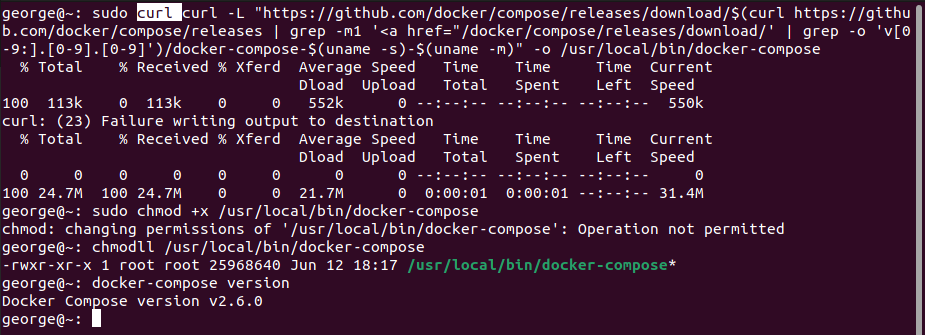 george@~: sudo curl curl -L "https://github.com/docker/compose/releases/download/$(curl https://githu
b.com/docker/compose/releases | grep -m1 '<a href="/docker/compose/releases/download/' | grep -o 'v[0
-9:].[0-9].[0-9]')/docker-compose-$(uname -s)-$(uname -m)" -o /usr/local/bin/docker-compose
% Total % Received % Xferd Average Speed Time Time Time Current
Dload Upload Total Spent Left Speed
100 113k 0 113k 0 0 552k 0 --:--:-- --:--:-- --:--:-- 550k
curl: (23) Failure writing output to destination
% Total % Received % Xferd Average Speed Time Time Time Current
Dload Upload Total Spent Left Speed
0 0 0 0 0 0 0 0 --:--:-- --:--:-- --:--:-- 0
100 24.7M 100 24.7M 0 0 21.7M 0 0:00:01 0:00:01 --:--:-- 31.4M
george@~: sudo chmod +x /usr/local/bin/docker-compose
chmod: changing permissions of '/usr/local/bin/docker-compose': Operation not permitted
george@~: chmodll /usr/local/bin/docker-compose
-rwxr-xr-x 1 root root 25968640 Jun 12 18:17 /usr/local/bin/docker-compose*
george@~: docker-compose version
Docker Compose version v2.6.0
george@~: